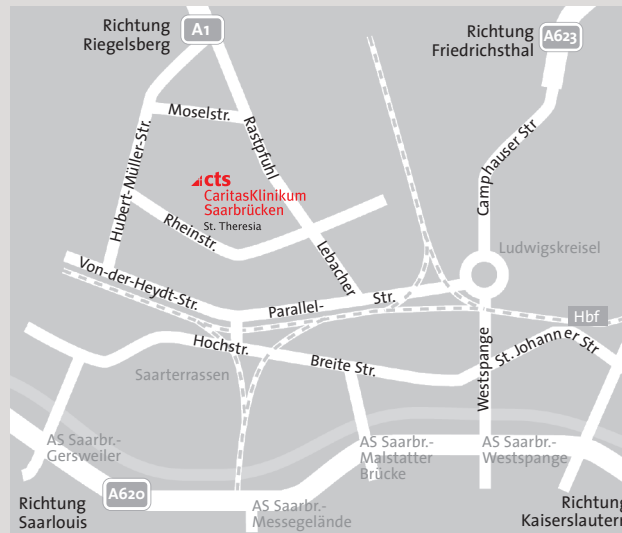 Richtung
Riegelsberg
A1
Richtung
Friedrichsthal
A623
Moselstr.
Rastpfuhl
Camphauser Str
Hubert-Müller-Str.
cts
CaritasKlinikum
Saarbrücken
St. Theresia
Rheinstr.
Lebacher
Ludwigskreisel
Von-der-Heydt-Str.
Parallel-
Str.
Hbf
Hochstr.
Breite Str.
St. Johanner Str
Westspange
Saarterrassen
AS Saarbr.-
Gersweiler
AS Saarbr.-
Malstatter
Brücke
AS Saarbr.-
Westspange
A620
Richtung
Saarlouis
AS Saarbr.-
Messegelände
Richtung
Kaiserslautern